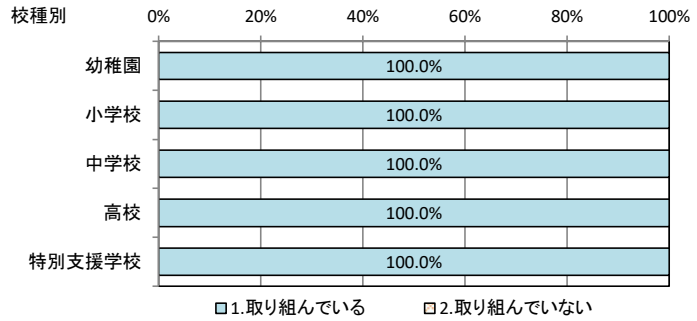 校種別 0% 20% 40% 60% 80% 100%
幼稚園 100.0%
小学校 100.0%
中学校 100.0%
高校 100.0%
特別支援学校 100.0%
1.取り組んでいる 2.取り組んでいない